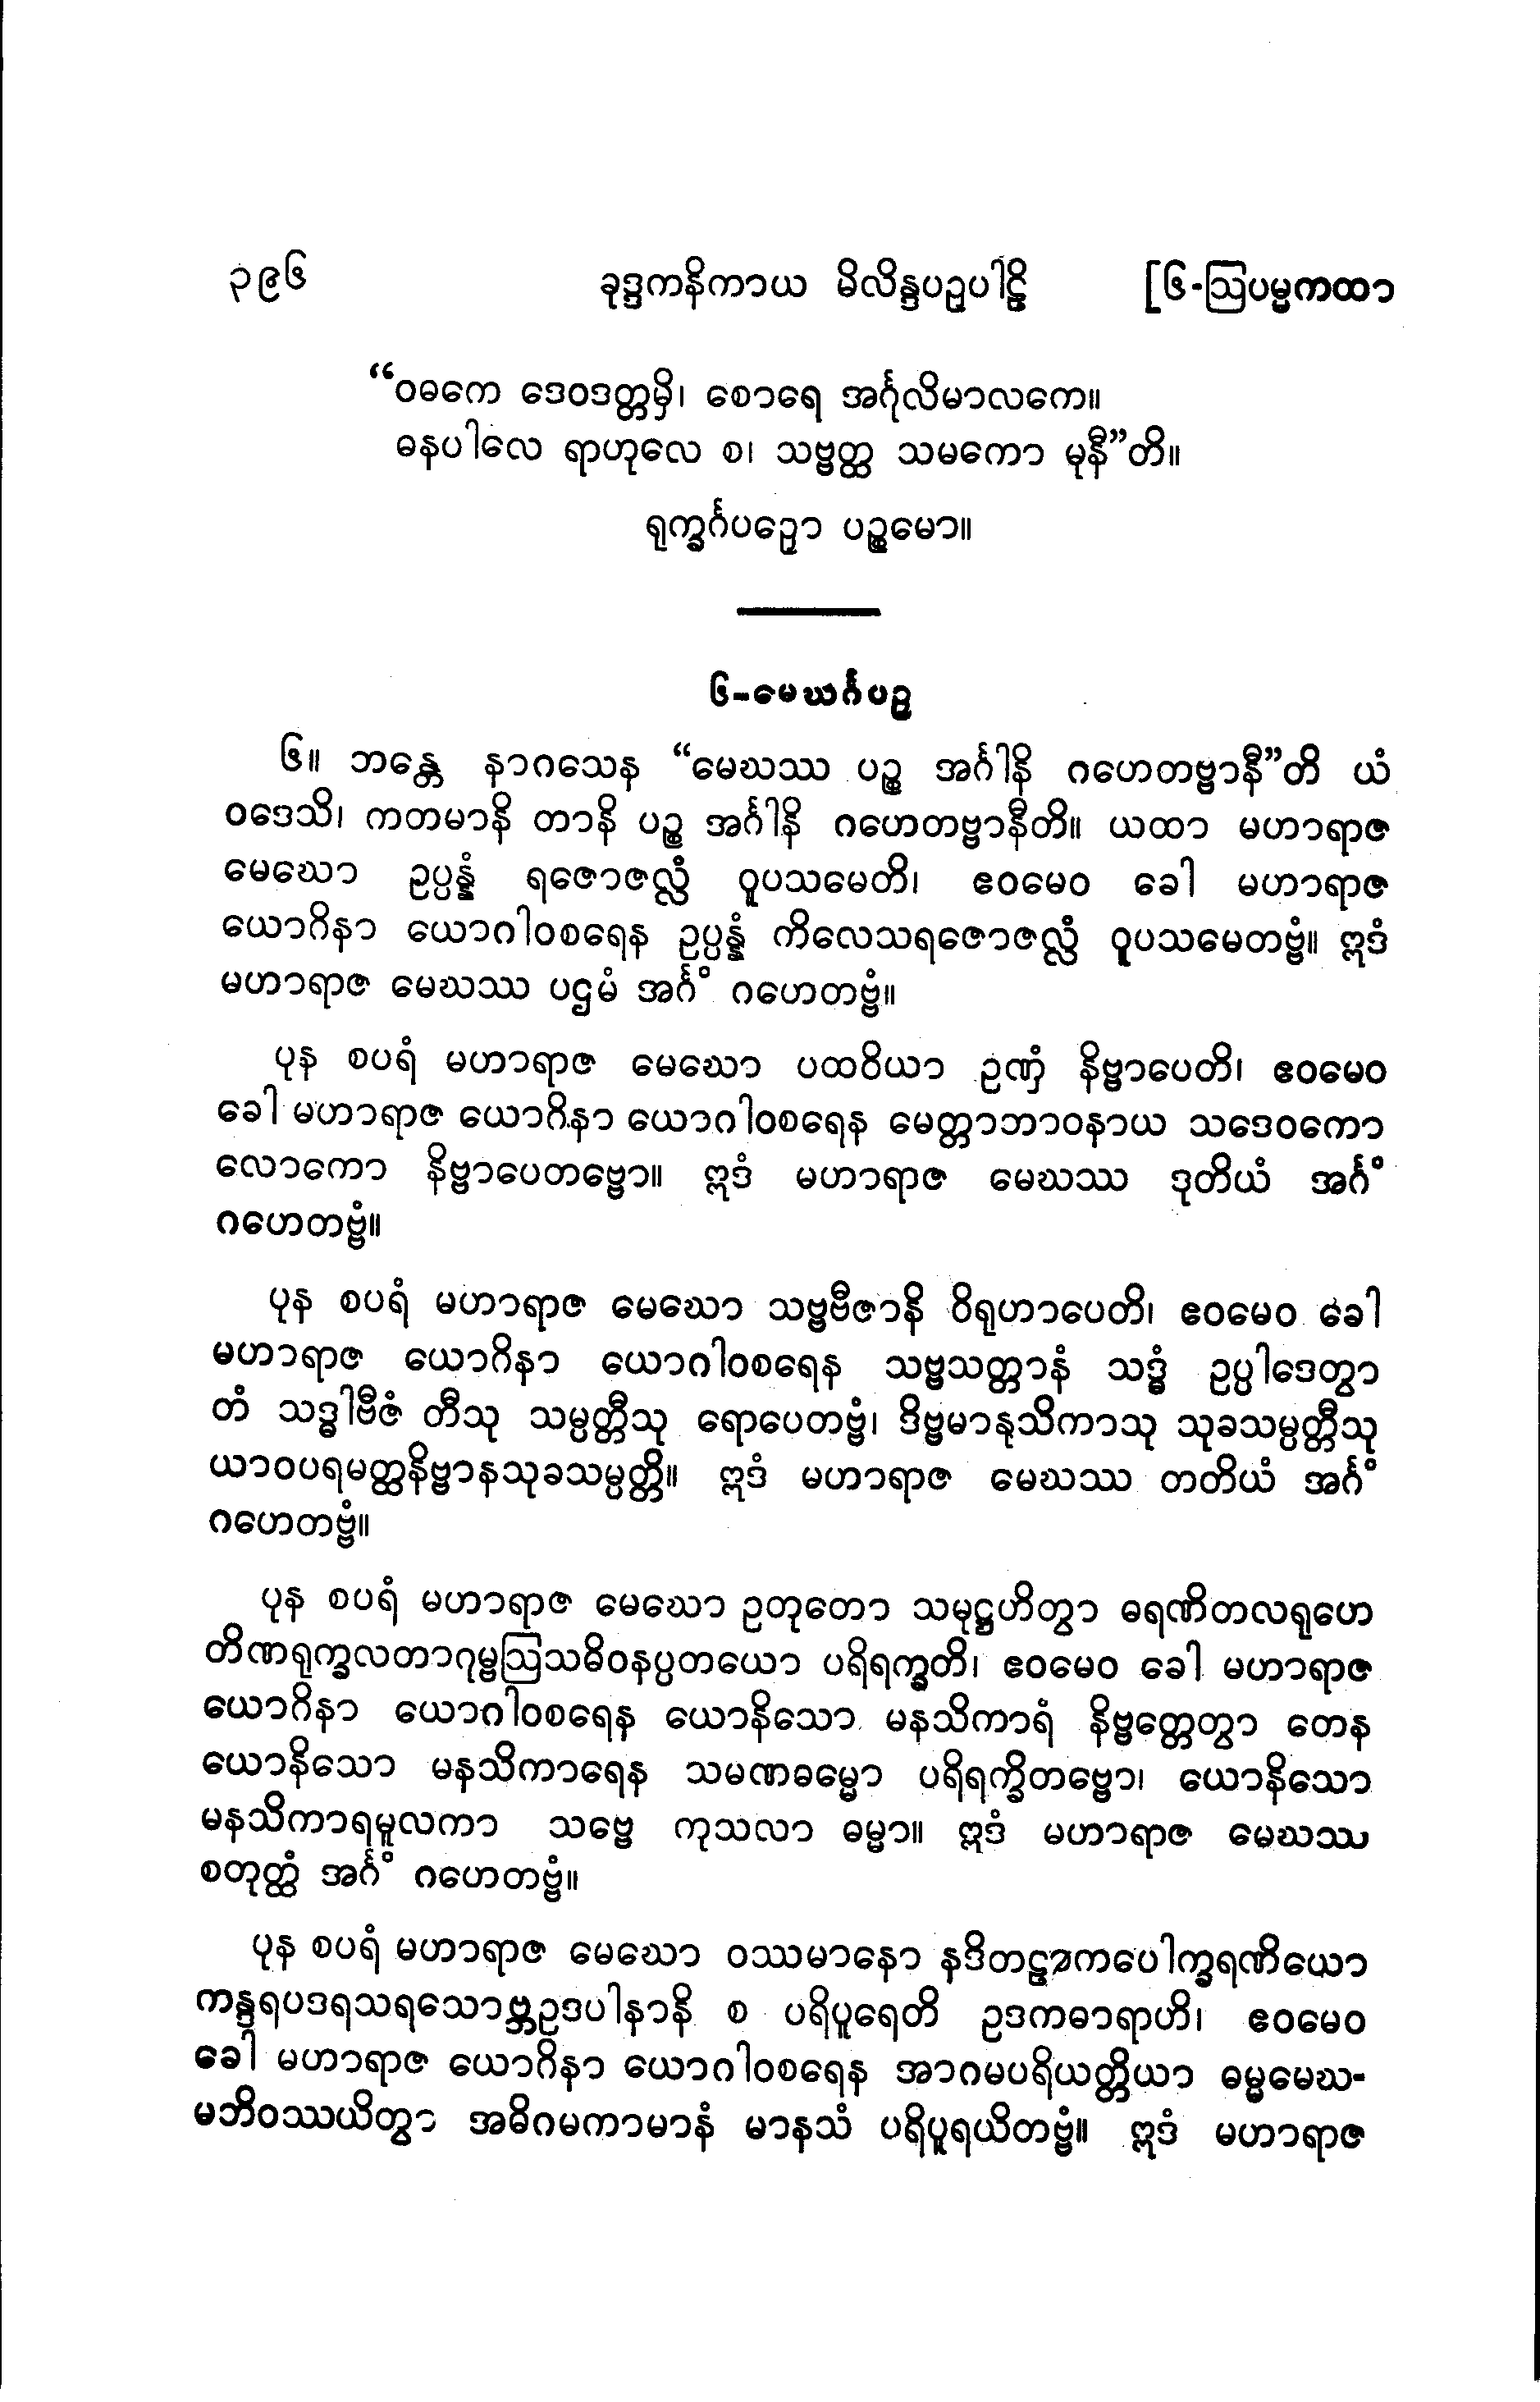 ၃၉၆ ခုဒ္ဒကနိကာယ မိလိန္ဒပဉှပါဠိ [၆-ဩပမ္မကထာ
“ဝဓကေ ဒေဝဒတ္တမှိ၊ စောရေ အင်္ဂုလိမာလကေ။
ဓနပါလေ ရာဟုလေ စ၊ သဗ္ဗတ္ထ သမကော မုနီ”တိ။
ရုက္ခင်္ဂပဉှော ပဉ္စမော။
၆-မေဃင်္ဂပဉှ
၆။ ဘန္တေ နာဂသေန “မေဃဿ ပဉ္စ အင်္ဂါနိ ဂဟေတဗ္ဗာနီ”တိ ယံ
ဝဒေသိ၊ ကတမာနိ တာနိ ပဉ္စ အင်္ဂါနိ ဂဟေတဗ္ဗာနီတိ။ ယထာ မဟာရာဇ
မေဃော ဥပ္ပန္နံ ရဇောဇလ္လံ ဝူပသမေတိ၊ ဧဝမေဝ ခေါ မဟာရာဇ
ယောဂိနာ ယောဂါဝစရေန ဥပ္ပန္နံ ကိလေသရဇောဇလ္လံ ဝူပသမေတဗ္ဗံ။ ဣဒံ
မဟာရာဇ မေဃဿ ပဌမံ အင်္ဂံ ဂဟေတဗ္ဗံ။
ပုန စပရံ မဟာရာဇ မေဃော ပထဝိယာ ဥဏှံ နိဗ္ဗာပေတိ၊ ဧဝမေဝ
ခေါ မဟာရာဇ ယောဂိနာ ယောဂါဝစရေန မေတ္တာဘာဝနာယ သဒေဝကော
လောကော နိဗ္ဗာပေတဗ္ဗော။ ဣဒံ မဟာရာဇ မေဃဿ ဒုတိယံ အင်္ဂံ
ဂဟေတဗ္ဗံ။
ပုန စပရံ မဟာရာဇ မေဃော သဗ္ဗဗီဇာနိ ဝိရုဟာပေတိ၊ ဧဝမေဝ ခေါ
မဟာရာဇ ယောဂိနာ ယောဂါဝစရေန သဗ္ဗသတ္တာနံ သဒ္ဓံ ဥပ္ပါဒေတွာ
တံ သဒ္ဓါဗီဇံ တီသု သမ္ပတ္တီသု ရောပေတဗ္ဗံ၊ ဒိဗ္ဗမာနုသိကာသု သုခသမ္ပတ္တီသု
ယာဝပရမတ္ထနိဗ္ဗာနသုခသမ္ပတ္တိ။ ဣဒံ မဟာရာဇ မေဃဿ တတိယံ အင်္ဂံ
ဂဟေတဗ္ဗံ။
ပုန စပရံ မဟာရာဇ မေဃော ဥတုတော သမုဋ္ဌဟိတွာ ဓရဏိတလရုဟေ
တိဏရုက္ခလတာဂုမ္ဗဩသဓိဝနပ္ပတယော ပရိရက္ခတိ၊ ဧဝမေဝ ခေါ မဟာရာဇ
ယောဂိနာ ယောဂါဝစရေန ယောနိသော မနသိကာရံ နိဗ္ဗတ္တေတွာ တေန
ယောနိသော မနသိကာရေန သမဏဓမ္မော ပရိရက္ခိတဗ္ဗော၊ ယောနိသော
မနသိကာရမူလကာ သဗ္ဗေ ကုသလာ ဓမ္မာ။ ဣဒံ မဟာရာဇ မေဃဿ
စတုတ္ထံ အင်္ဂံ ဂဟေတဗ္ဗံ။
ပုန စပရံ မဟာရာဇ မေဃော ဝဿမာနော နဒိတဠာကပေါက္ခရဏိယော
ကန္ဒရပဒရသရသောဗ္ဘဥဒပါနာနိ စ ပရိပူရေတိ ဥဒကဓာရာဟိ၊ ဧဝမေဝ
ခေါ မဟာရာဇ ယောဂိနာ ယောဂါဝစရေန အာဂမပရိယတ္တိယာ ဓမ္မမေဃ-
မဘိဝဿယိတွာ အဓိဂမကာမာနံ မာနသံ ပရိပူရယိတဗ္ဗံ။ ဣဒံ မဟာရာဇ